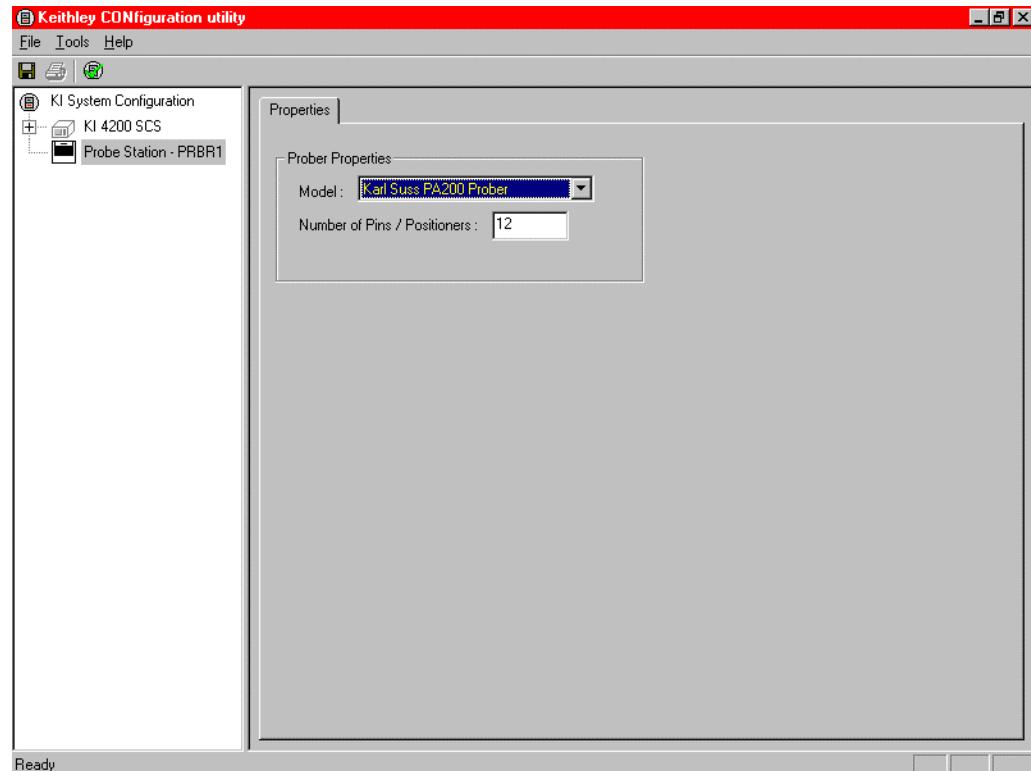 Keithley CONfiguration utility
File Tools Help
KI System Configuration
KI 4200 SCS
Probe Station - PRBR1
Properties
Prober Properties
Model : Karl Suss PA200 Prober
Number of Pins / Positioners : 12
Ready